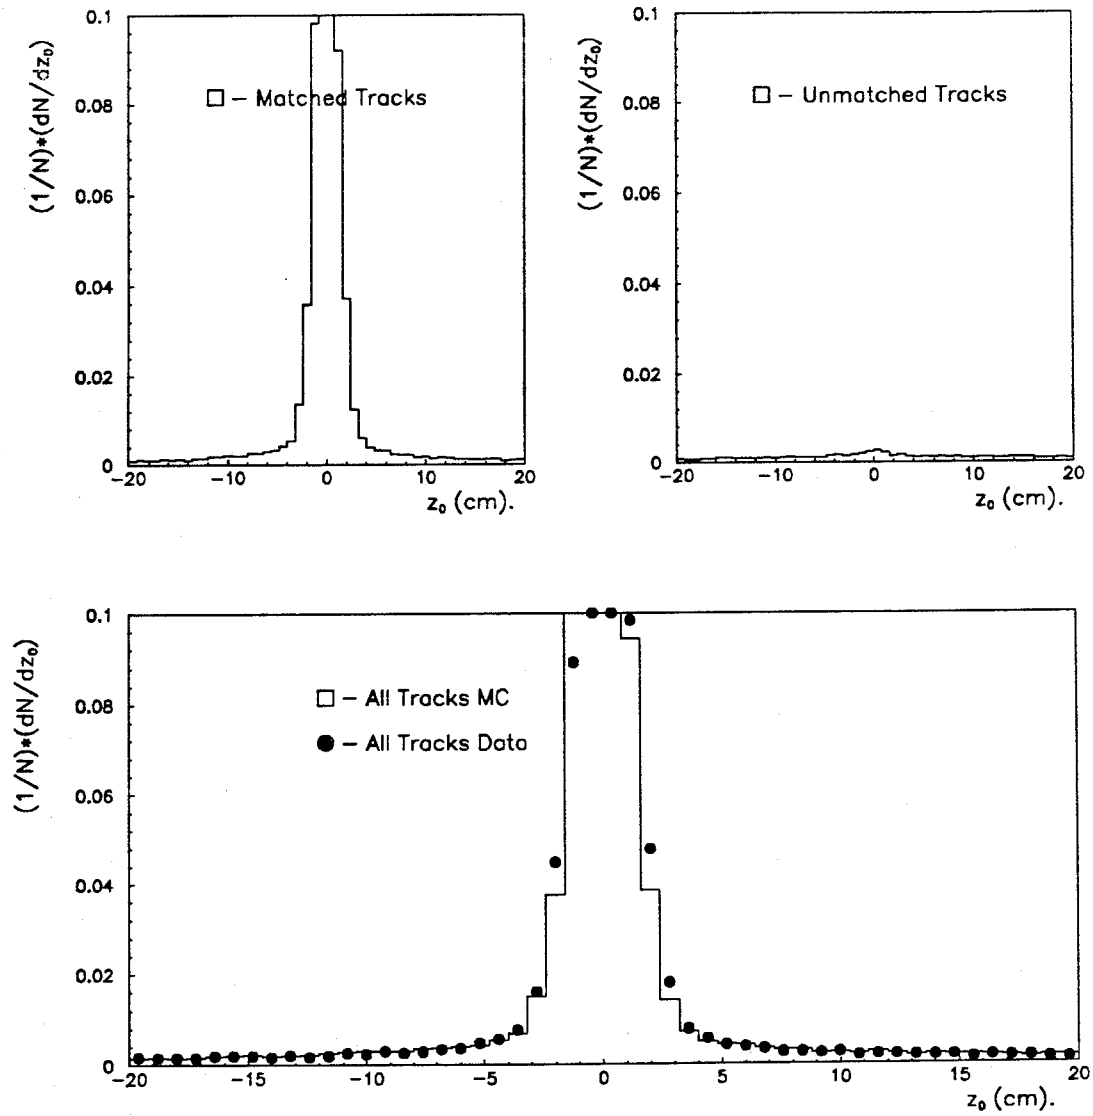 (1/N)*(dN/dz₀)
0.1
0.08
0.06
0.04
0.02
0
□ – Matched Tracks
-20 -10 0 10 20
z₀ (cm).
(1/N)*(dN/dz₀)
0.1
0.08
0.06
0.04
0.02
0
□ – Unmatched Tracks
-20 -10 0 10 20
z₀ (cm).
(1/N)*(dN/dz₀)
0.1
0.08
0.06
0.04
0.02
0
□ – All Tracks MC
● – All Tracks Data
-20 -15 -10 -5 0 5 10 15 20
z₀ (cm).